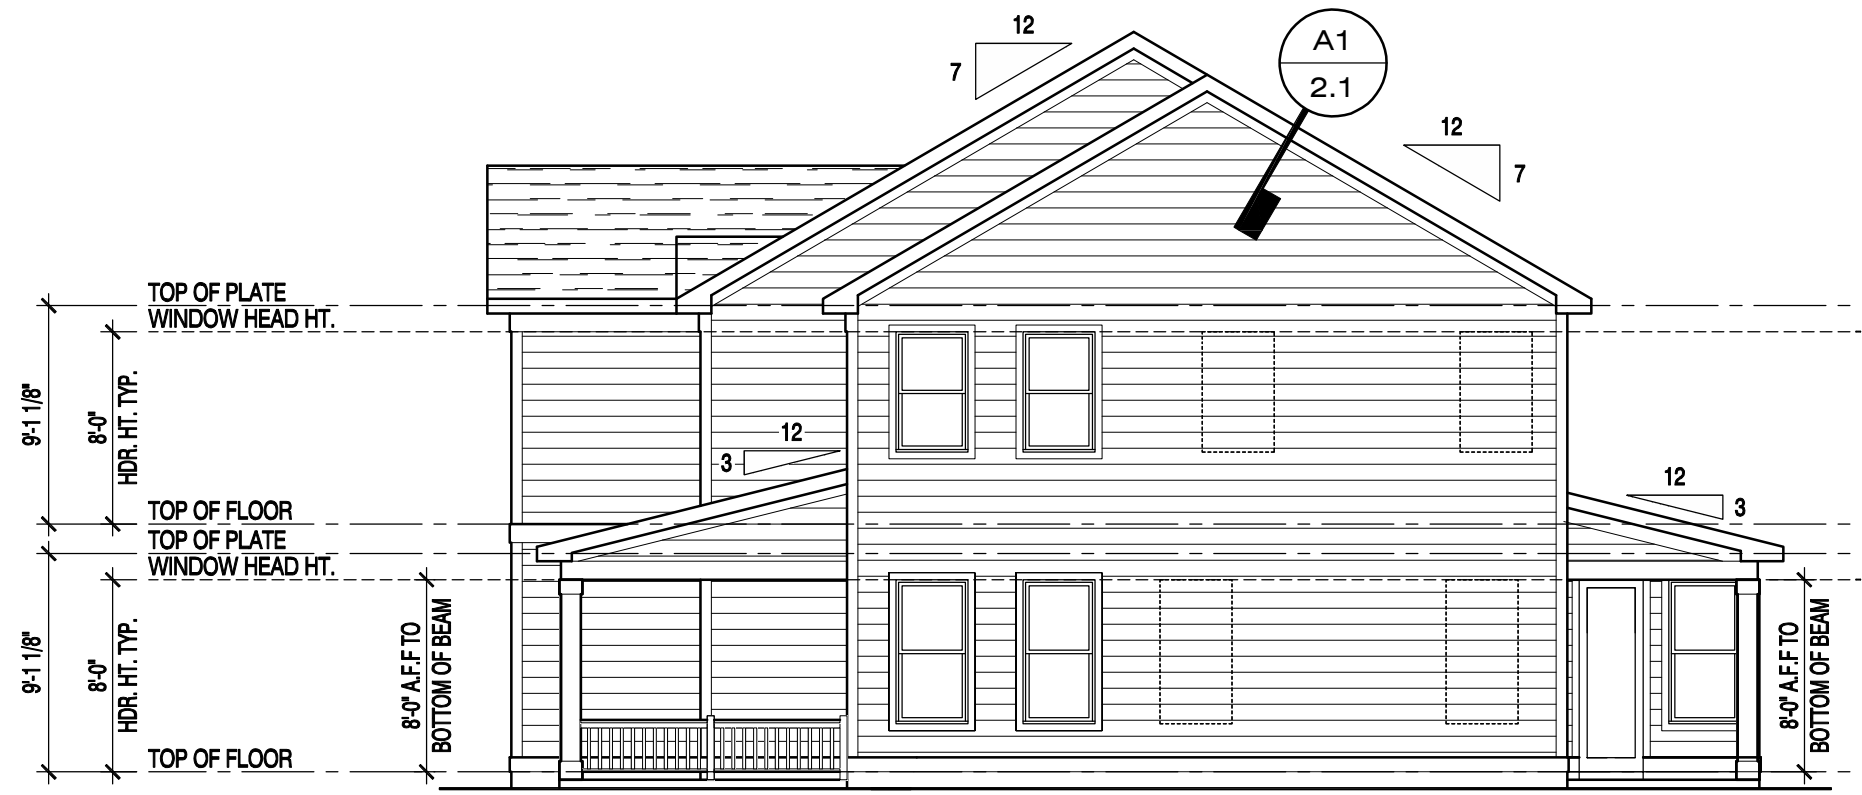 12
7
A1
2.1
12
7
TOP OF PLATE
WINDOW HEAD HT.
9'-1 1/8"
8'-0"
HDR. HT. TYP.
12
3
12
3
TOP OF FLOOR
TOP OF PLATE
WINDOW HEAD HT.
9'-1 1/8"
8'-0"
HDR. HT. TYP.
8'-0" A.F.F TO
BOTTOM OF BEAM
8'-0" A.F.F TO
BOTTOM OF BEAM
TOP OF FLOOR